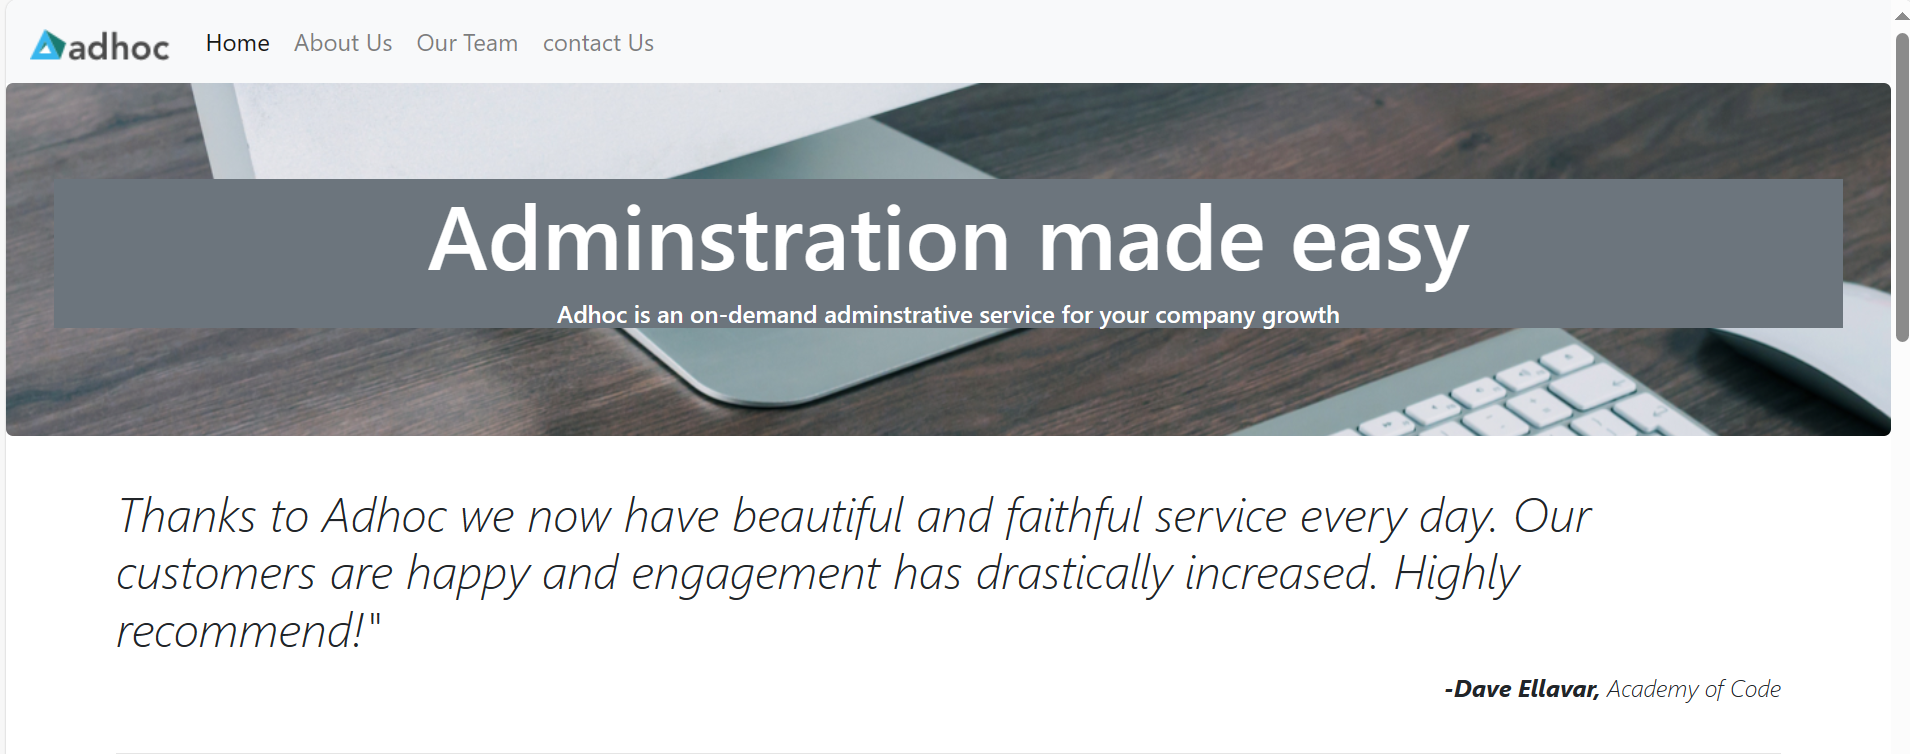 adhoc
Home About Us Our Team contact Us
Adminstration made easy
Adhoc is an on-demand adminstrative service for your company growth
Thanks to Adhoc we now have beautiful and faithful service every day. Our
customers are happy and engagement has drastically increased. Highly
recommend!"
-Dave Ellavar, Academy of Code